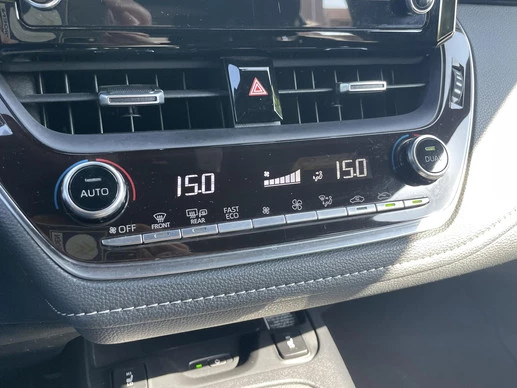 AUTO
15.0
15.0
DUAL
OFF
FRONT
REAR
FAST
ECO